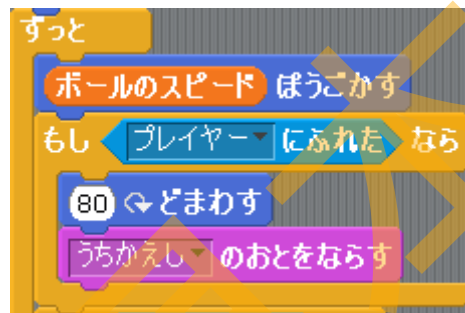 ずっと
ボールのスピード ぽうごかす
もし プレイヤー にふれた なら
80 どまわす
うちかえし のおとをならす